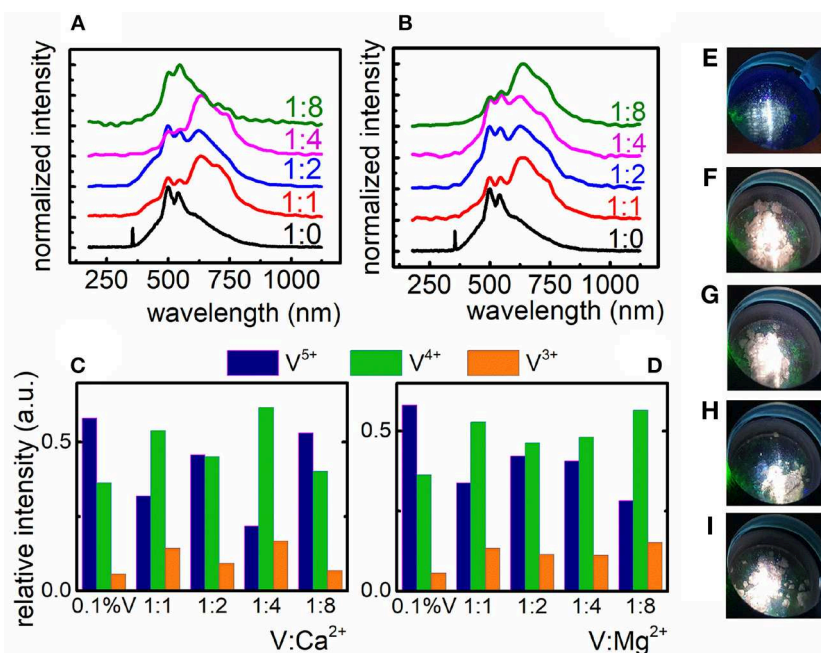 A
normalized intensity
1:8
1:4
1:2
1:1
1:0
250 500 750 1000
wavelength (nm)
B
normalized intensity
1:8
1:4
1:2
1:1
1:0
250 500 750 1000
wavelength (nm)
E
F
G
H
I
V5+ V4+ V3+
C
relative intensity (a.u.)
0.5
0.0
0.1%V 1:1 1:2 1:4 1:8
V:Ca2+
D
0.5
0.0
0.1%V 1:1 1:2 1:4 1:8
V:Mg2+